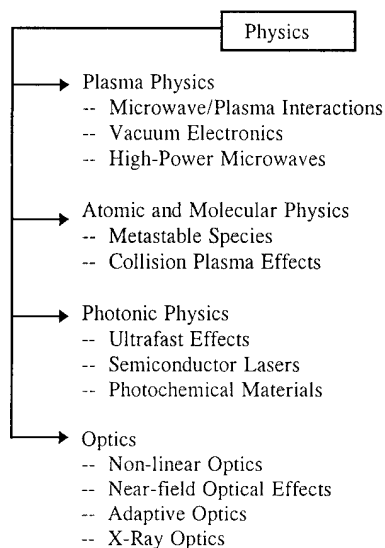 Physics
Plasma Physics
-- Microwave/Plasma Interactions
-- Vacuum Electronics
-- High-Power Microwaves
Atomic and Molecular Physics
-- Metastable Species
-- Collision Plasma Effects
Photonic Physics
-- Ultrafast Effects
-- Semiconductor Lasers
-- Photochemical Materials
Optics
-- Non-linear Optics
-- Near-field Optical Effects
-- Adaptive Optics
-- X-Ray Optics